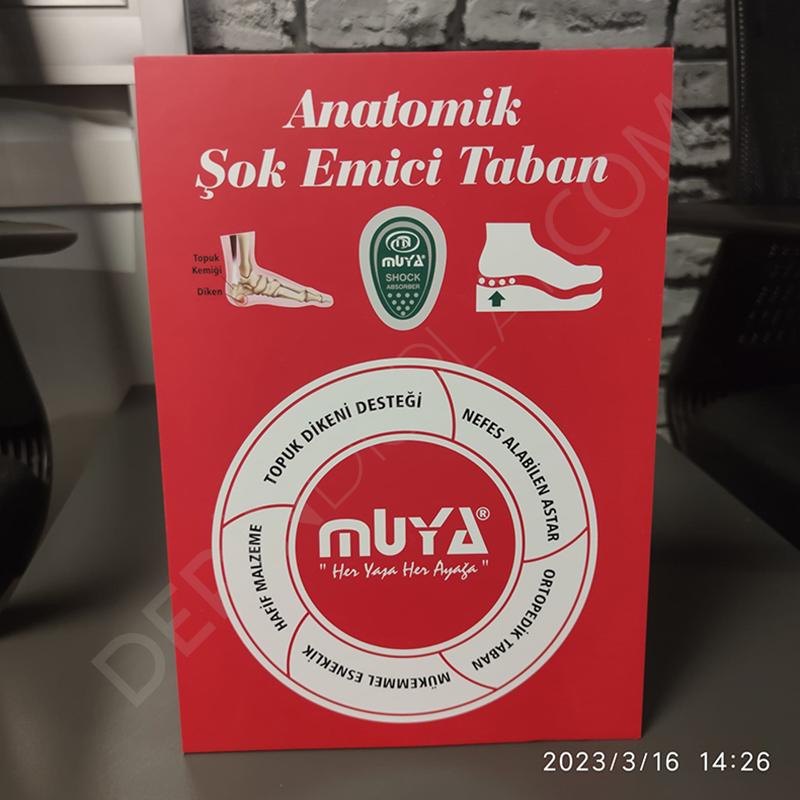 Anatomik
Şok Emici Taban
Topuk
Kemiği
Diken
muya®
SHOCK
ABSORBER
TOPUK DİKENİ DESTEĞİ
NEFES ALABİLEN ASTAR
ORTOPEDİK TABAN
MÜKEMMEL ESNEKLİK
HAFİF MALZEME
muya®
" Her Yaşa Her Ayağa "
2023/3/16 14:26